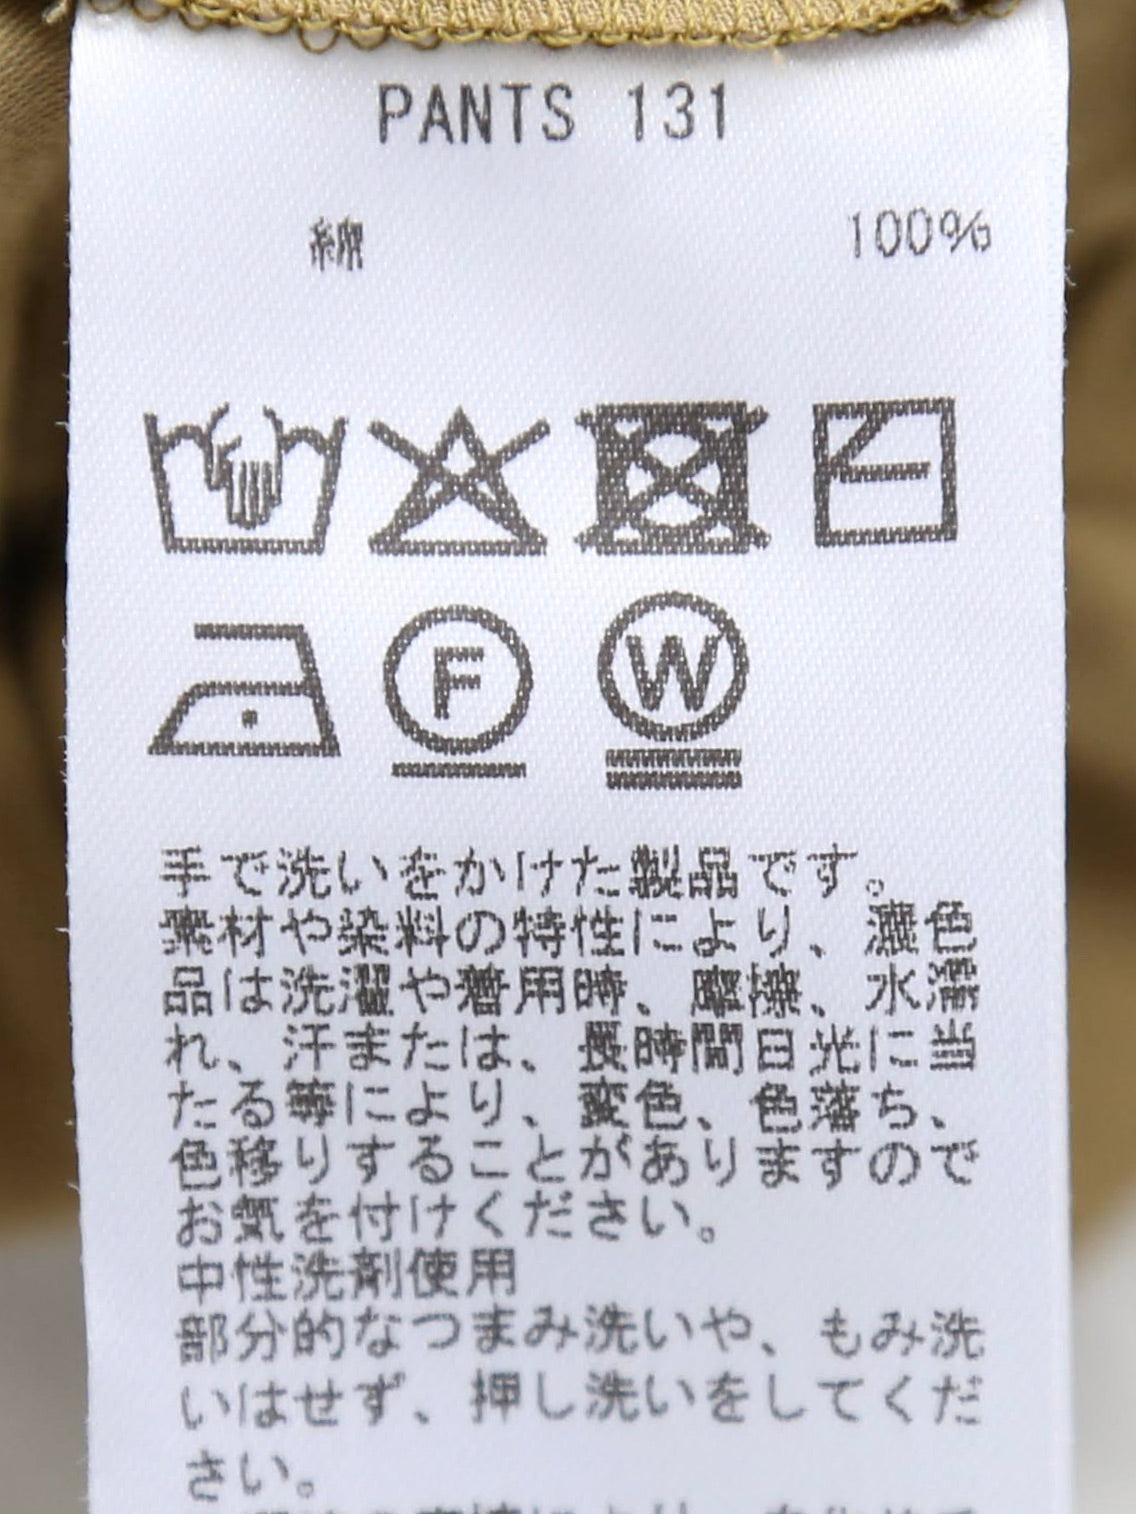 PANTS 131
綿 100%
F
W
手で洗いをかけた製品です。
素材や染料の特性により、濃色
品は洗濯や着用時、摩擦、水濡
れ、汗または、長時間日光に当
たる等により、変色、色落ち、
色移りすることがありますので
お気を付けください。
中性洗剤使用
部分的なつまみ洗いや、もみ洗
いはせず、押し洗いをしてくだ
さい。